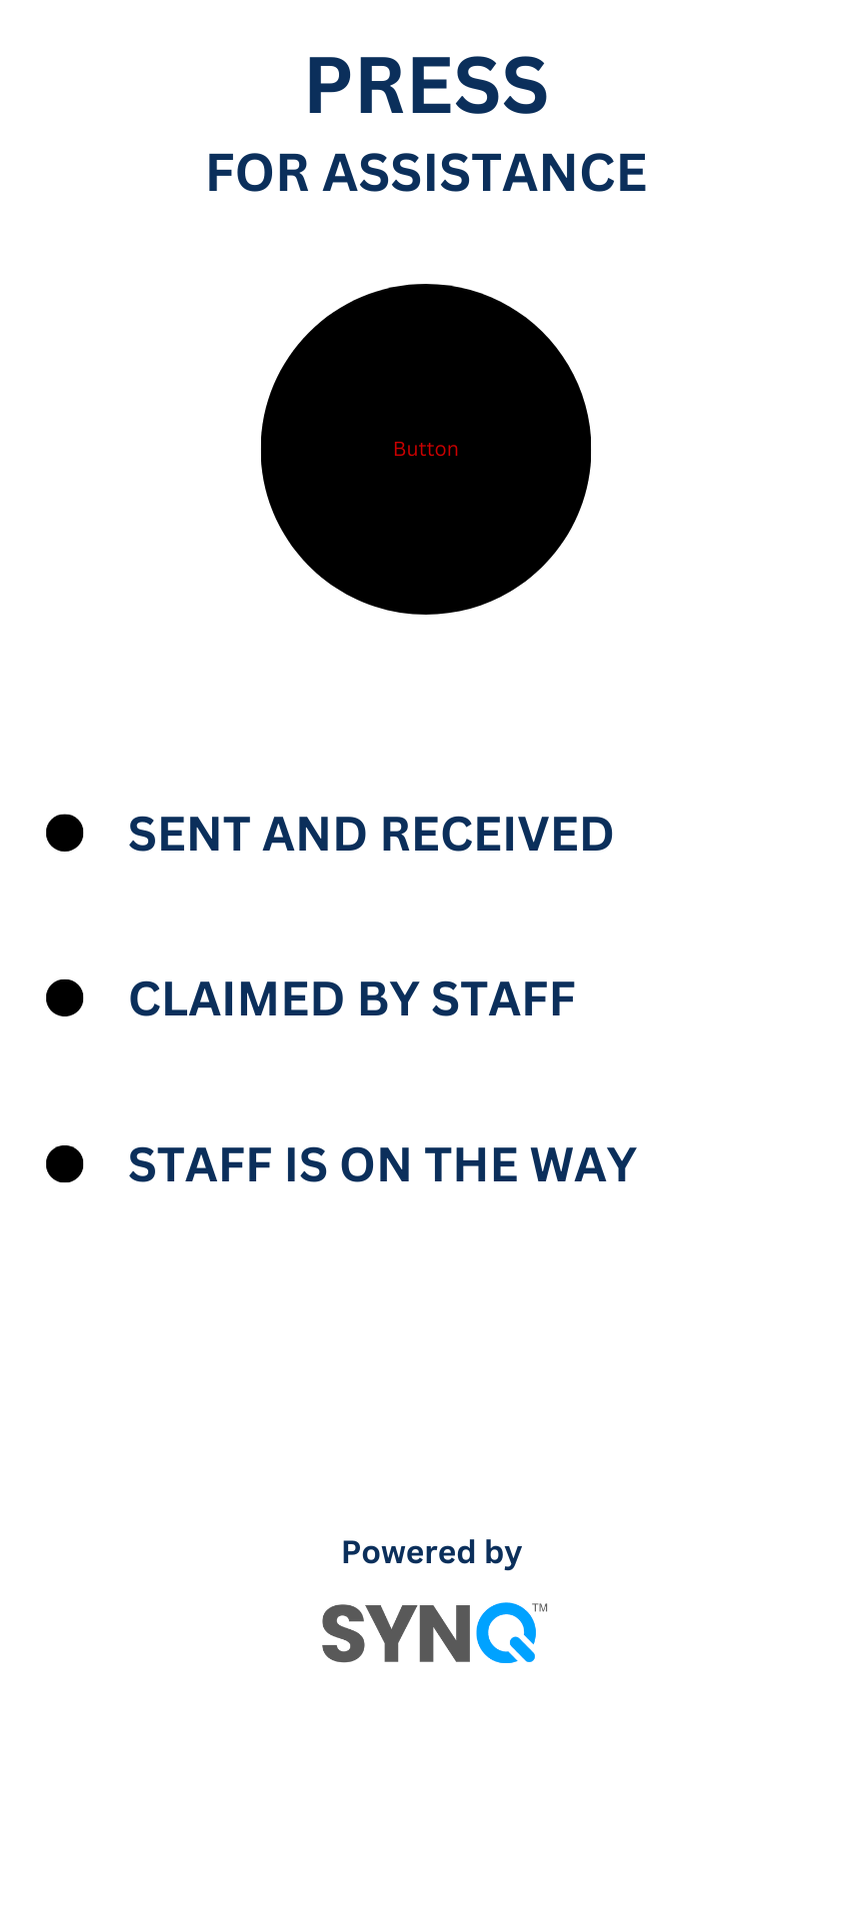 PRESS
FOR ASSISTANCE
Button
SENT AND RECEIVED
CLAIMED BY STAFF
STAFF IS ON THE WAY
Powered by
SYNQ™